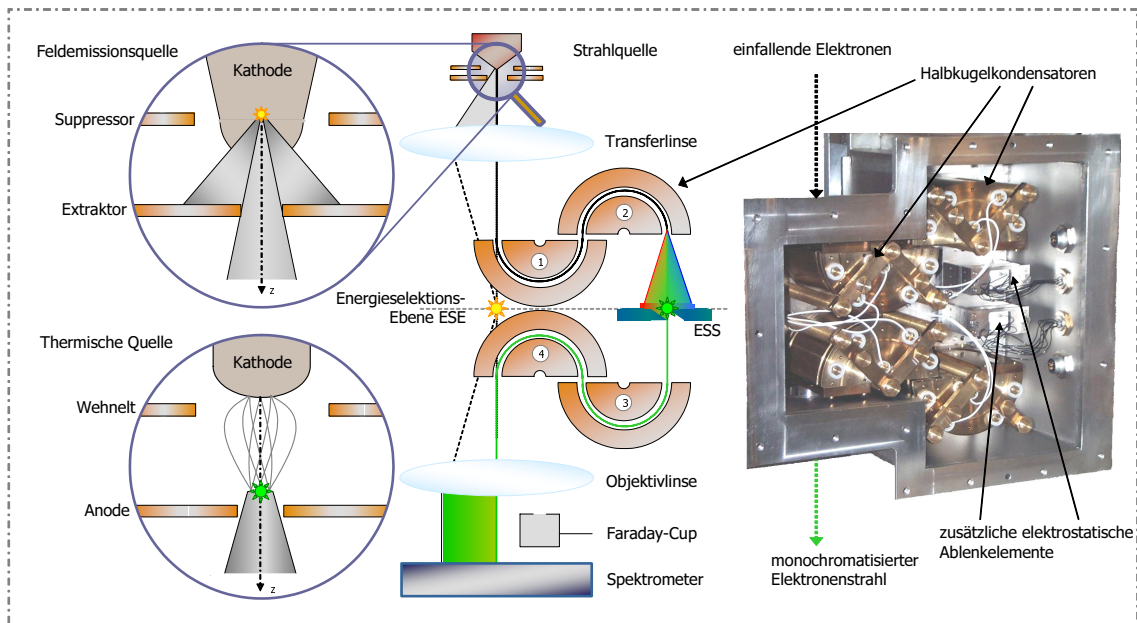 Feldemissionsquelle
Kathode
Suppressor
Extraktor
z
Thermische Quelle
Kathode
Wehnelt
Anode
z
Strahlquelle
Transferlinse
2
1
Energieselektions-
Ebene ESE
ESS
4
3
Objektivlinse
Faraday-Cup
Spektrometer
einfallende Elektronen
Halbkugelkondensatoren
zusätzliche elektrostatische
Ablenkelemente
monochromatisierter
Elektronenstrahl